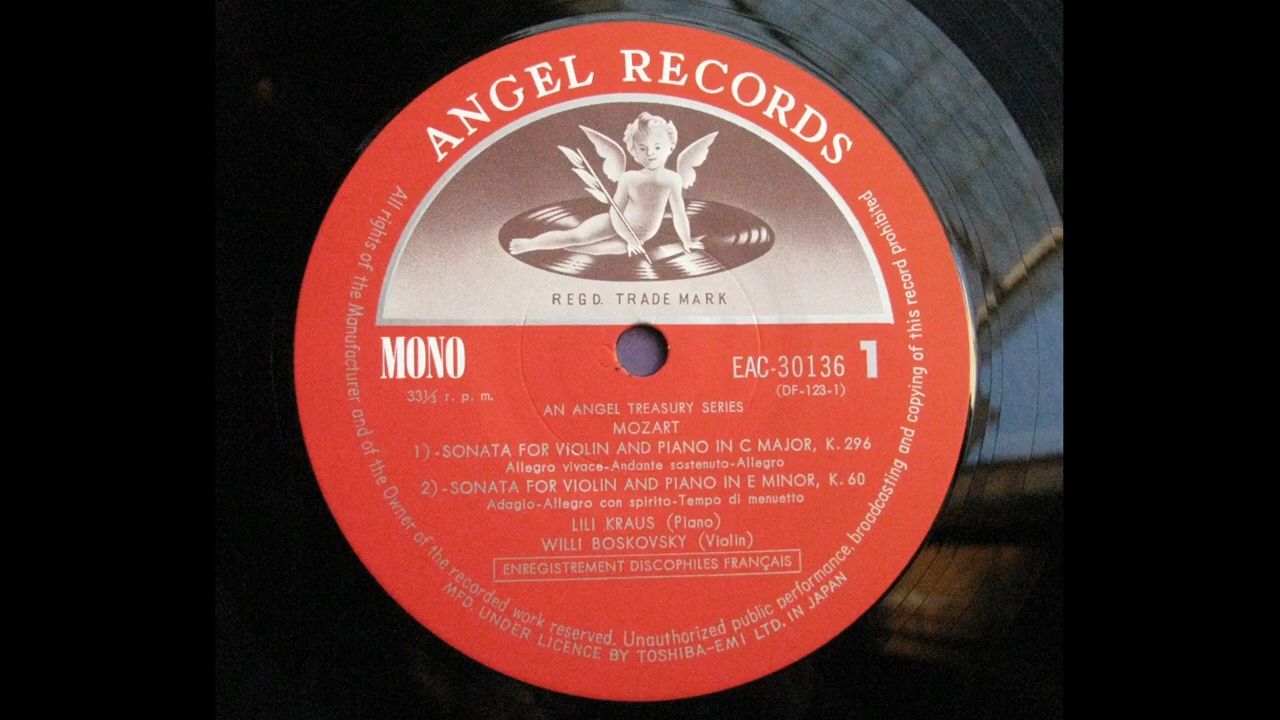 ANGEL RECORDS
REGD. TRADE MARK
MONO
33⅓ r. p. m.
EAC-30136 1
(DF-123-1)
AN ANGEL TREASURY SERIES
MOZART
1)-SONATA FOR VIOLIN AND PIANO IN C MAJOR, K.296
Allegro vivace-Andante sostenuto-Allegro
2)-SONATA FOR VIOLIN AND PIANO IN E MINOR, K.60
Adagio-Allegro con spirito-Tempo di menuetto
LILI KRAUS (Piano)
WILLI BOSKOVSKY (Violin)
ENREGISTREMENT DISCOPHILES FRANÇAIS
All rights of the Manufacturer and of the Owner of the recorded work reserved. Unauthorized public performance, broadcasting and copying of this record prohibited
MFD. UNDER LICENCE BY TOSHIBA-EMI LTD. IN JAPAN